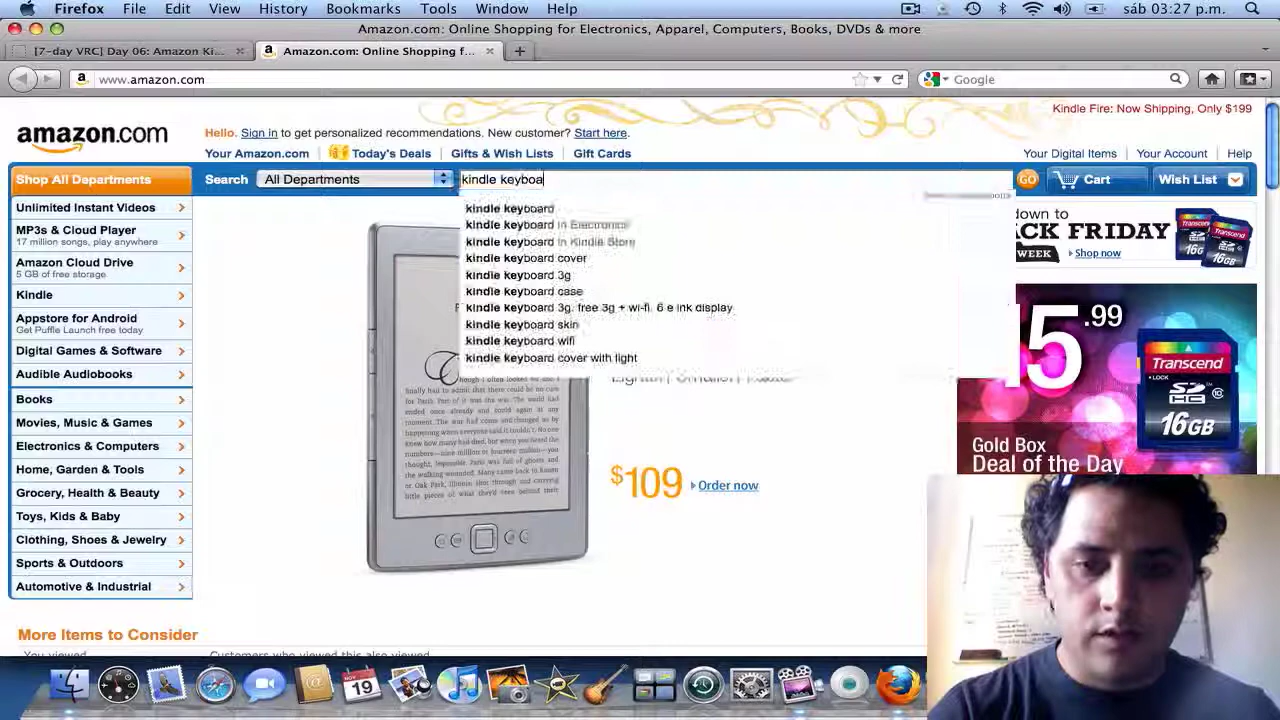 Firefox File Edit View History Bookmarks Tools Window Help sáb 03:27 p.m.
Amazon.com: Online Shopping for Electronics, Apparel, Computers, Books, DVDs & more
[7-day VRC] Day 06: Amazon Ki... Amazon.com: Online Shopping f...
www.amazon.com Google
Kindle Fire: Now Shipping, Only $199
amazon.com
Hello. Sign in to get personalized recommendations. New customer? Start here.
Your Amazon.com Today's Deals Gifts & Wish Lists Gift Cards Your Digital Items Your Account Help
Shop All Departments Search All Departments kindle keyboa GO Cart Wish List
kindle keyboard
kindle keyboard in Electronics
kindle keyboard in Kindle Store
kindle keyboard cover
kindle keyboard 3g
kindle keyboard case
kindle keyboard 3g, free 3g + wi-fi, 6 e ink display
kindle keyboard skin
kindle keyboard wifi
kindle keyboard cover with light
Unlimited Instant Videos
MP3s & Cloud Player
17 million songs, play anywhere
Amazon Cloud Drive
5 GB of free storage
Kindle
Appstore for Android
Get Puffle Launch free today
Digital Games & Software
Audible Audiobooks
Books
Movies, Music & Games
Electronics & Computers
Home, Garden & Tools
Grocery, Health & Beauty
Toys, Kids & Baby
Clothing, Shoes & Jewelry
Sports & Outdoors
Automotive & Industrial
$109 Order now
down to
CK FRIDAY
WEEK Shop now
Transcend
16GB
5.99
Transcend
LOCK
16GB
Gold Box
Deal of the Day
More Items to Consider
You viewed Customers who viewed this also viewed
NOV
19